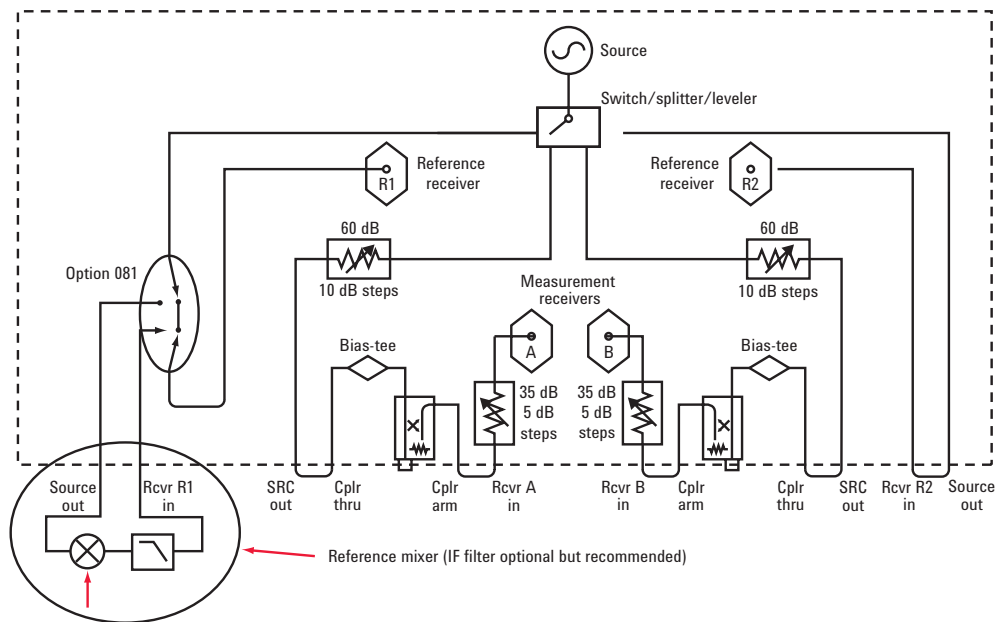 Source
Switch/splitter/leveler
R1
Reference
receiver
Reference
receiver
R2
60 dB
10 dB steps
60 dB
10 dB steps
Option 081
Measurement
receivers
A
B
Bias-tee
Bias-tee
35 dB
5 dB
steps
35 dB
5 dB
steps
Source
out
Rcvr R1
in
SRC
out
Cplr
thru
Cplr
arm
Rcvr A
in
Rcvr B
in
Cplr
arm
Cplr
thru
SRC
out
Rcvr R2
in
Source
out
Reference mixer (IF filter optional but recommended)